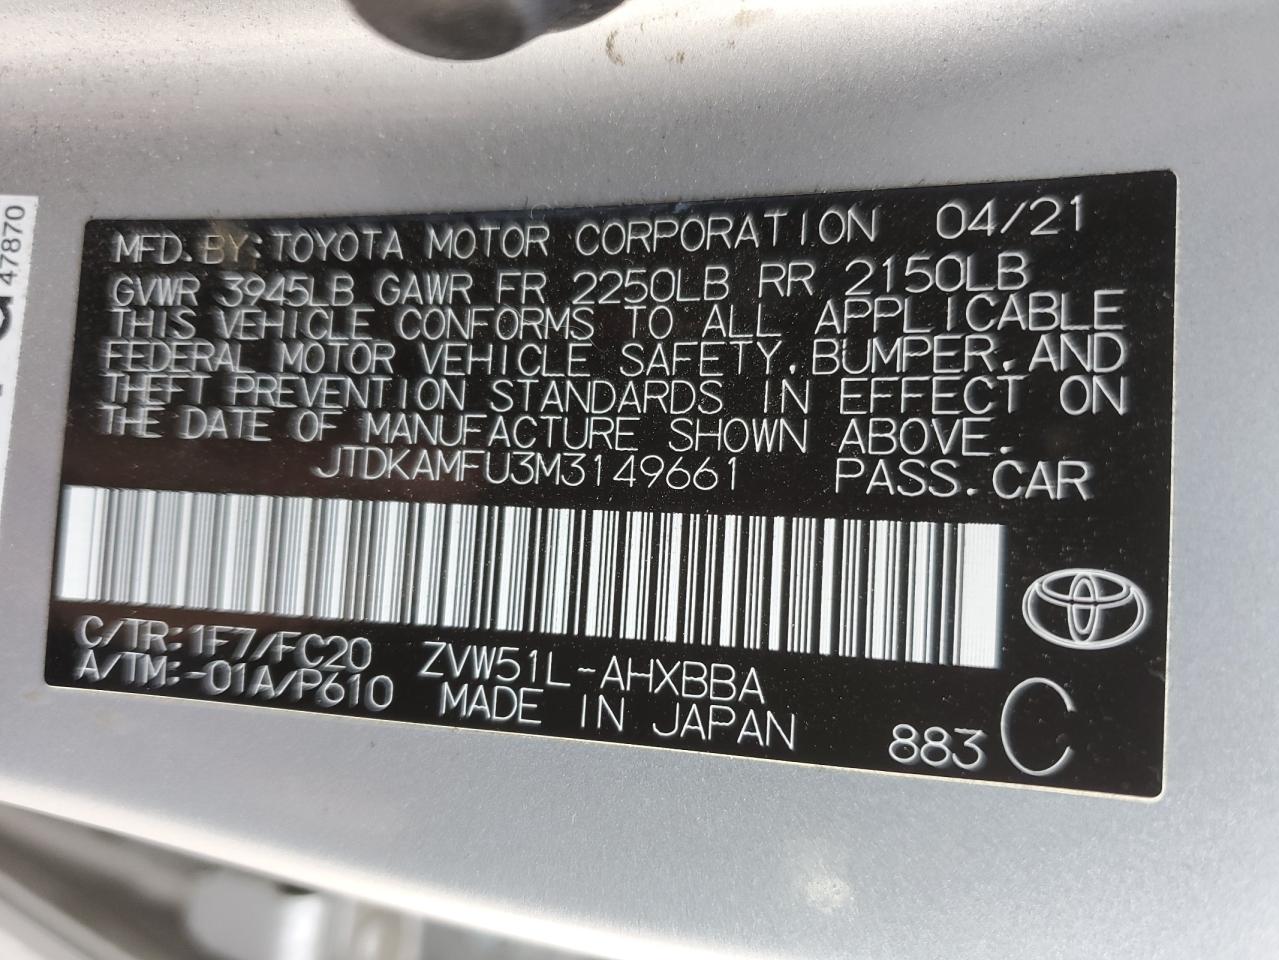 MFD. BY: TOYOTA MOTOR CORPORATION 04/21
GVWR 3945LB GAWR FR 2250LB RR 2150LB
THIS VEHICLE CONFORMS TO ALL APPLICABLE
FEDERAL MOTOR VEHICLE SAFETY, BUMPER, AND
THEFT PREVENTION STANDARDS IN EFFECT ON
THE DATE OF MANUFACTURE SHOWN ABOVE.
JTDKAMFU3M3149661 PASS. CAR
C/TR: 1F7/FC20 ZVW51L-AHXBBA
A/TM: -01A/P610 MADE IN JAPAN 883 C
47870